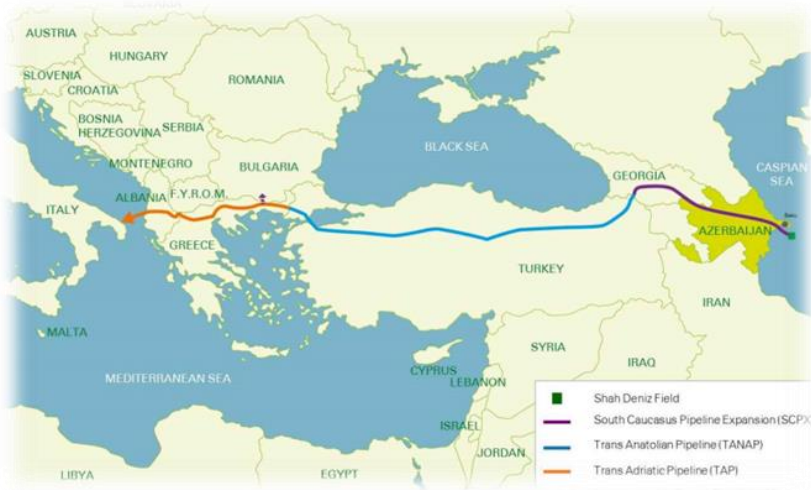 AUSTRIA
HUNGARY
SLOVENIA
CROATIA
ROMANIA
BOSNIA
HERZEGOVINA
SERBIA
MONTENEGRO
BULGARIA
BLACK SEA
GEORGIA
CASPIAN
SEA
ITALY
ALBANIA
F.Y.R.O.M.
GREECE
Baku
AZERBAIJAN
TURKEY
IRAN
MALTA
SYRIA
IRAQ
CYPRUS
LEBANON
MEDITERRANEAN SEA
ISRAEL
JORDAN
LIBYA
EGYPT
Shah Deniz Field
South Caucasus Pipeline Expansion (SCPX
Trans Anatolian Pipeline (TANAP)
Trans Adriatic Pipeline (TAP)